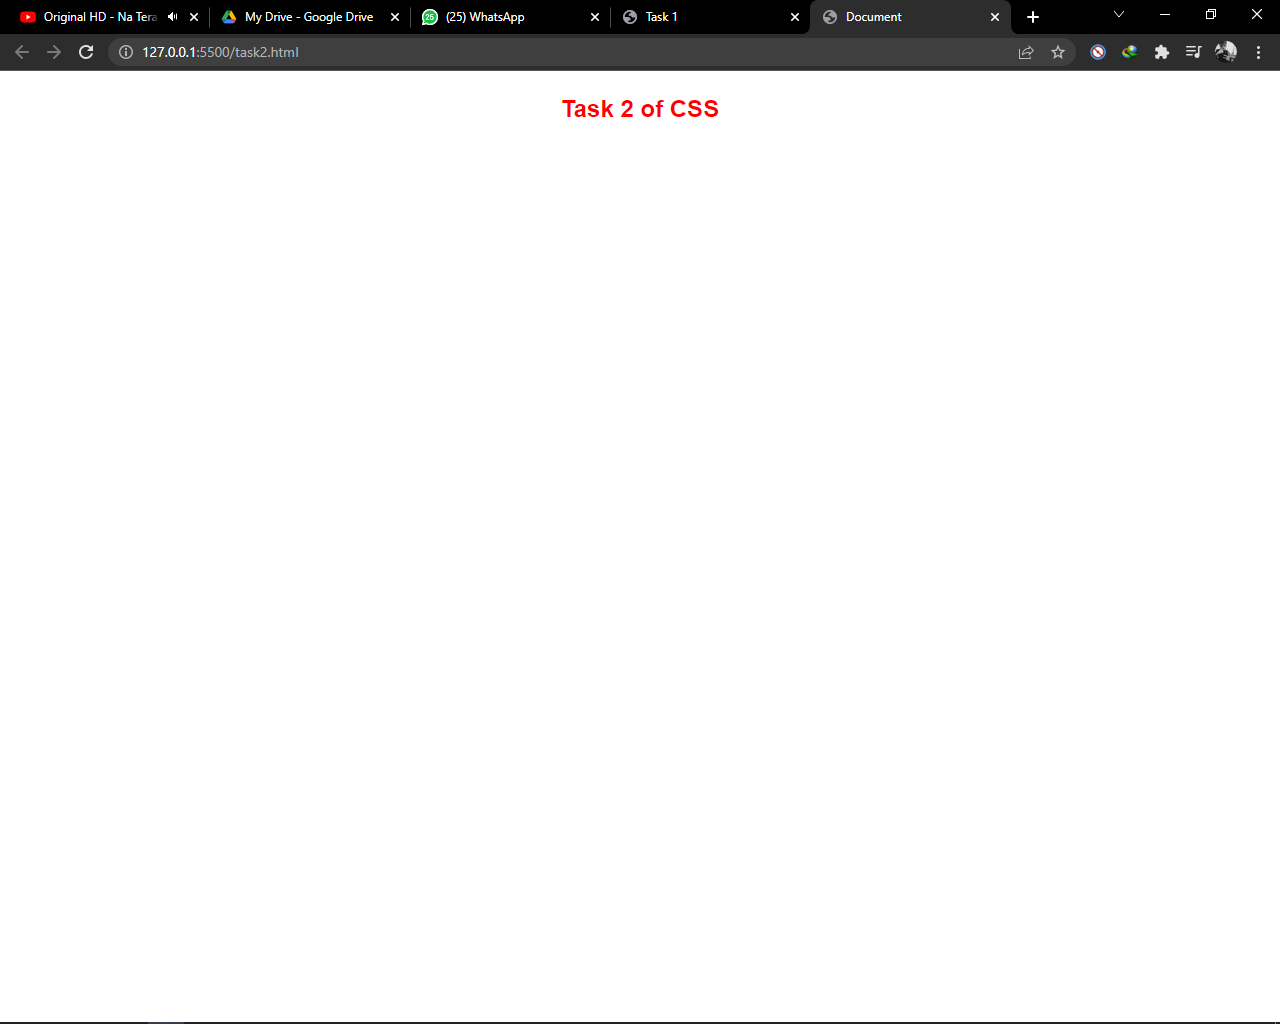 Original HD - Na Tera
My Drive - Google Drive
25
(25) WhatsApp
Task 1
Document
127.0.0.1:5500/task2.html
Task 2 of CSS